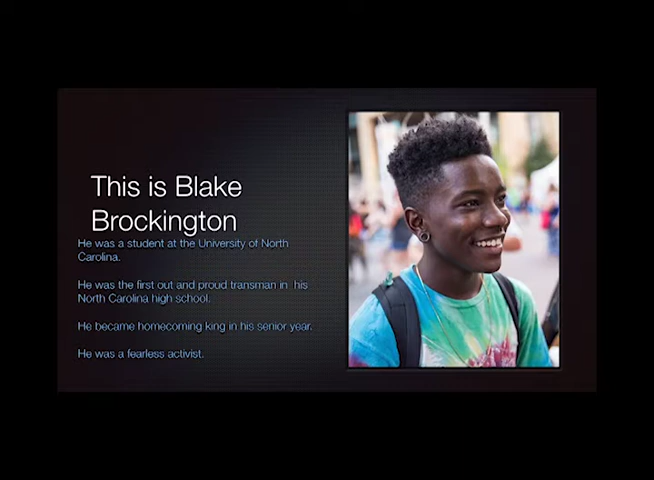 This is Blake
Brockington
He was a student at the University of North
Carolina.
He was the first out and proud transman in his
North Carolina high school.
He became homecoming king in his senior year.
He was a fearless activist.